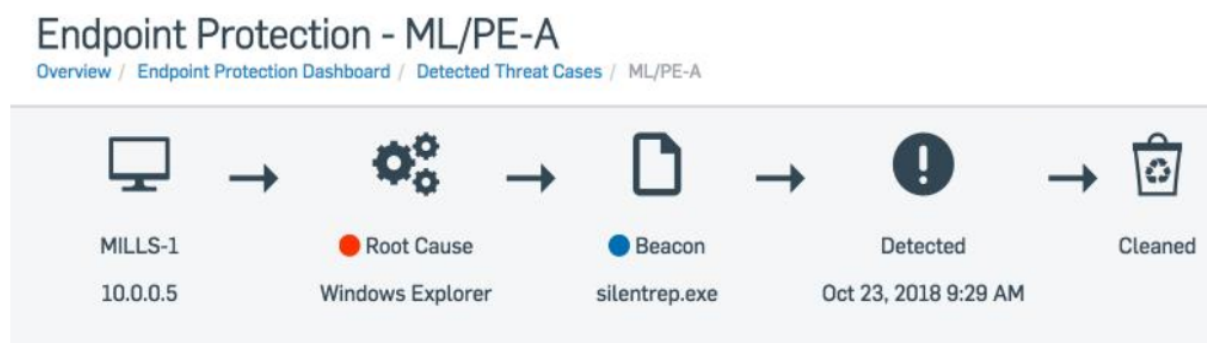 Endpoint Protection - ML/PE-A
Overview / Endpoint Protection Dashboard / Detected Threat Cases / ML/PE-A
MILLS-1
Root Cause
Beacon
Detected
Cleaned
10.0.0.5
Windows Explorer
silentrep.exe
Oct 23, 2018 9:29 AM